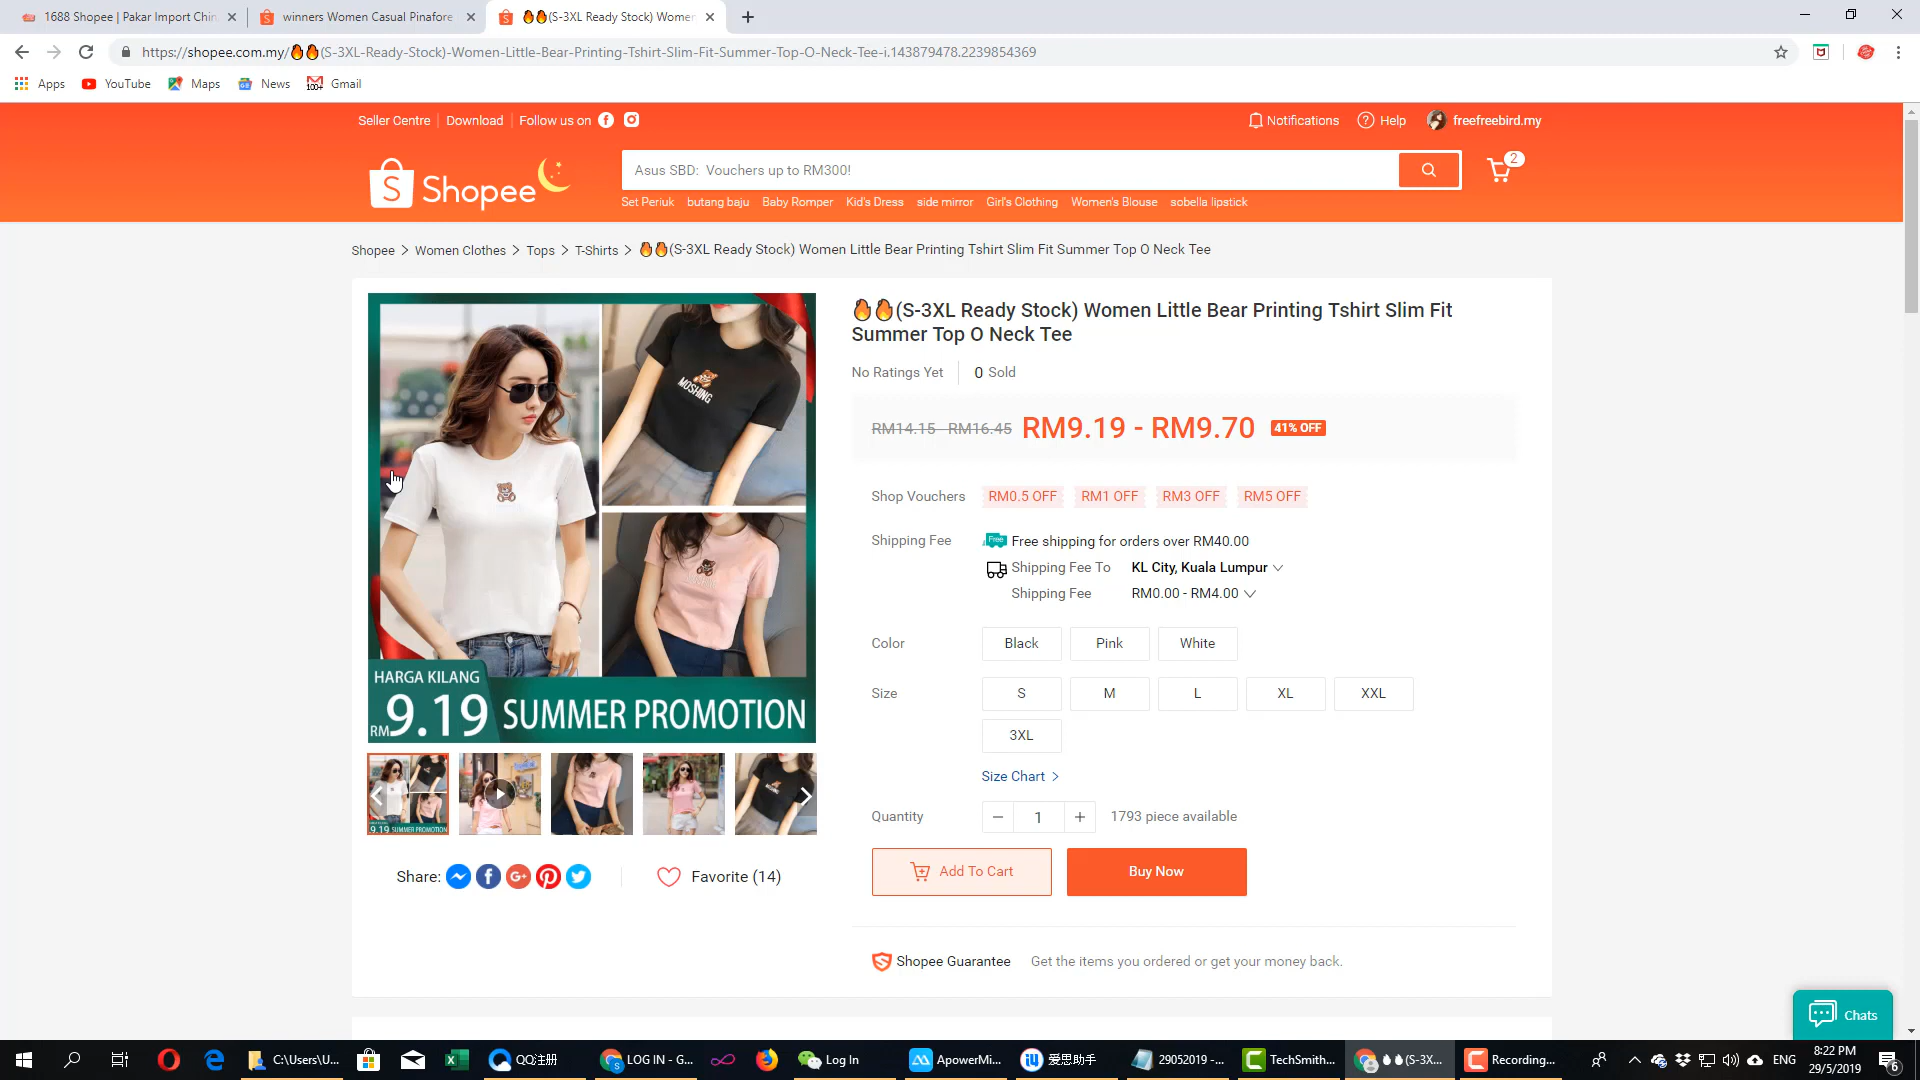 1688 Shopee | Pakar Import Chin
winners Women Casual Pinafore
🔥🔥(S-3XL Ready Stock) Women
https://shopee.com.my/🔥🔥(S-3XL-Ready-Stock)-Women-Little-Bear-Printing-Tshirt-Slim-Fit-Summer-Top-O-Neck-Tee-i.143879478.2239854369
Apps YouTube Maps News Gmail
Seller Centre Download Follow us on
Notifications Help freefreebird.my
Shopee
Asus SBD: Vouchers up to RM300!
2
Set Periuk butang baju Baby Romper Kid's Dress side mirror Girl's Clothing Women's Blouse sobella lipstick
Shopee > Women Clothes > Tops > T-Shirts > 🔥🔥(S-3XL Ready Stock) Women Little Bear Printing Tshirt Slim Fit Summer Top O Neck Tee
MOSHING
HARGA KILANG
RM9.19 SUMMER PROMOTION
9.19 SUMMER PROMOTION
Share:
Favorite (14)
🔥🔥(S-3XL Ready Stock) Women Little Bear Printing Tshirt Slim Fit
Summer Top O Neck Tee
No Ratings Yet 0 Sold
RM14.15 - RM16.45 RM9.19 - RM9.70 41% OFF
Shop Vouchers RM0.5 OFF RM1 OFF RM3 OFF RM5 OFF
Shipping Fee Free Free shipping for orders over RM40.00
Shipping Fee To KL City, Kuala Lumpur
Shipping Fee RM0.00 - RM4.00
Color Black Pink White
Size S M L XL XXL
3XL
Size Chart >
Quantity − 1 + 1793 piece available
Add To Cart Buy Now
Shopee Guarantee Get the items you ordered or get your money back.
Chats
C:\Users\U...
QQ注册
LOG IN - G...
Log In
ApowerMi...
爱思助手
29052019 -...
TechSmith...
🔥🔥(S-3X...
Recording...
ENG
8:22 PM
29/5/2019
6